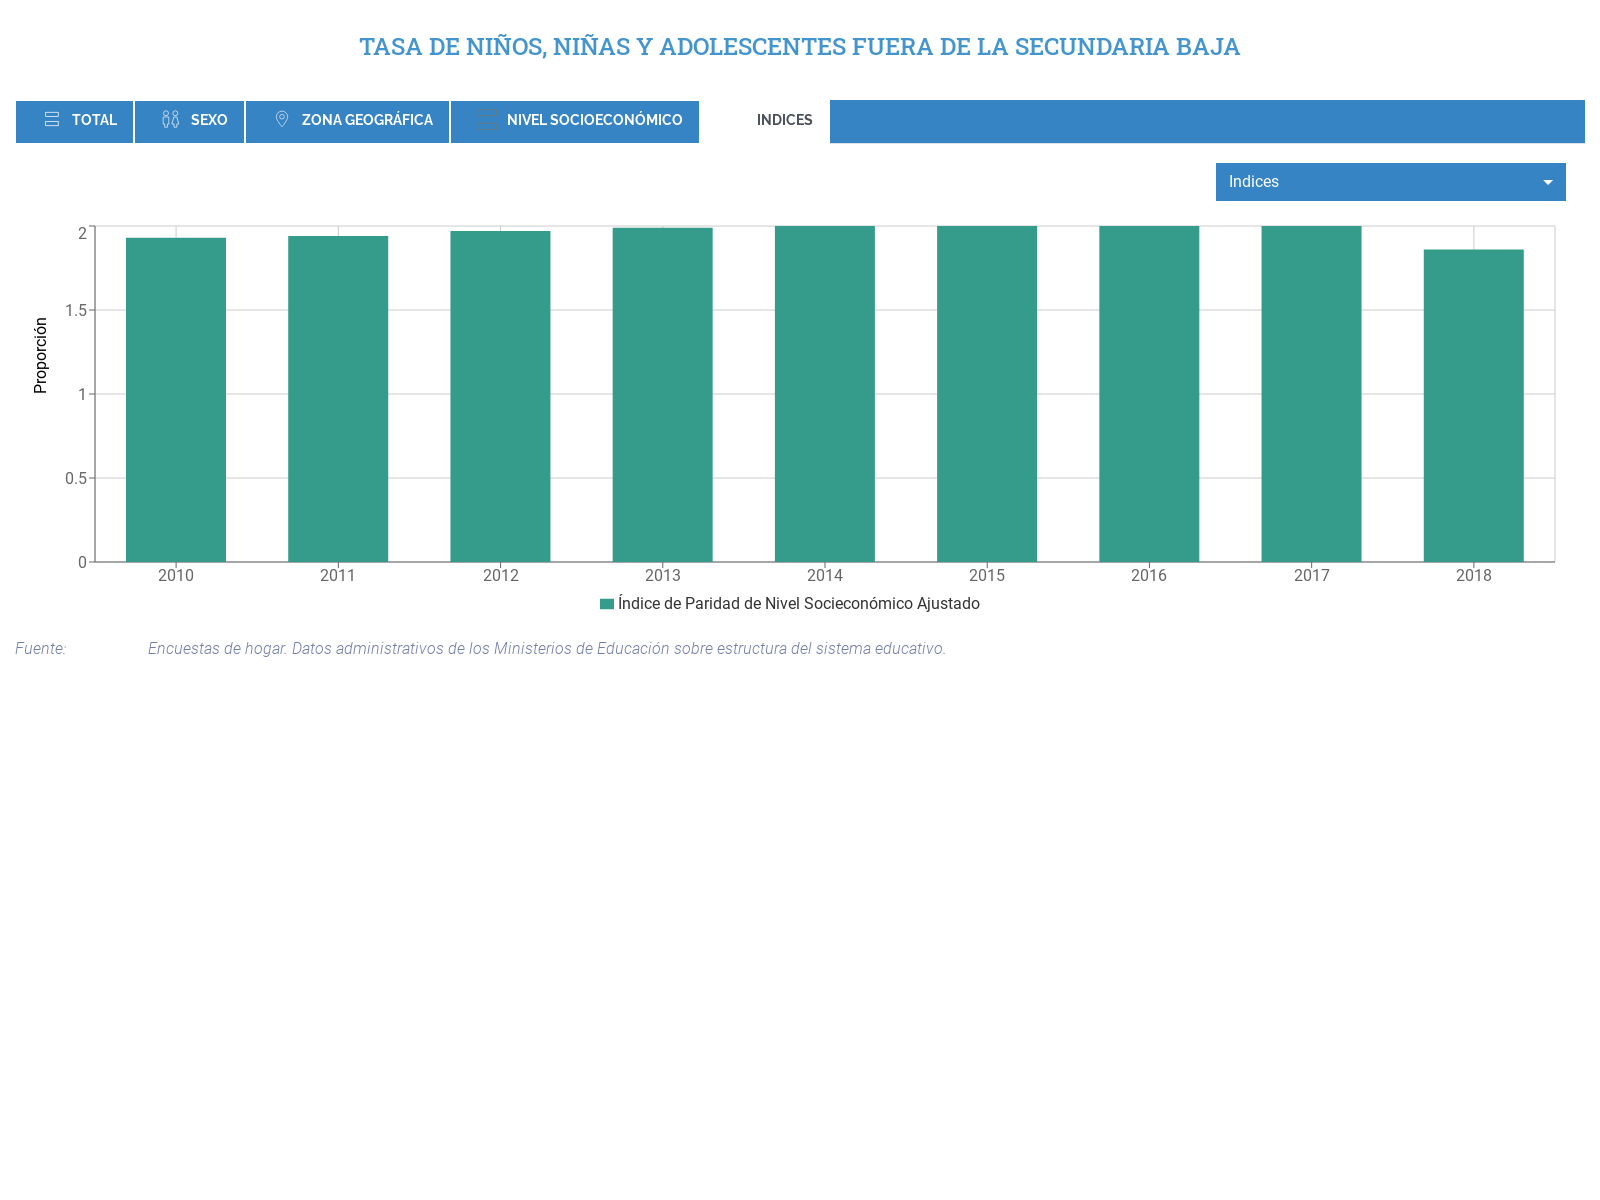 TASA DE NIÑOS, NIÑAS Y ADOLESCENTES FUERA DE LA SECUNDARIA BAJA
TOTAL SEXO ZONA GEOGRÁFICA NIVEL SOCIOECONÓMICO INDICES
Indices
2
1.5
1
0.5
0
Proporción
2010 2011 2012 2013 2014 2015 2016 2017 2018
Índice de Paridad de Nivel Socieconómico Ajustado
Fuente: Encuestas de hogar. Datos administrativos de los Ministerios de Educación sobre estructura del sistema educativo.